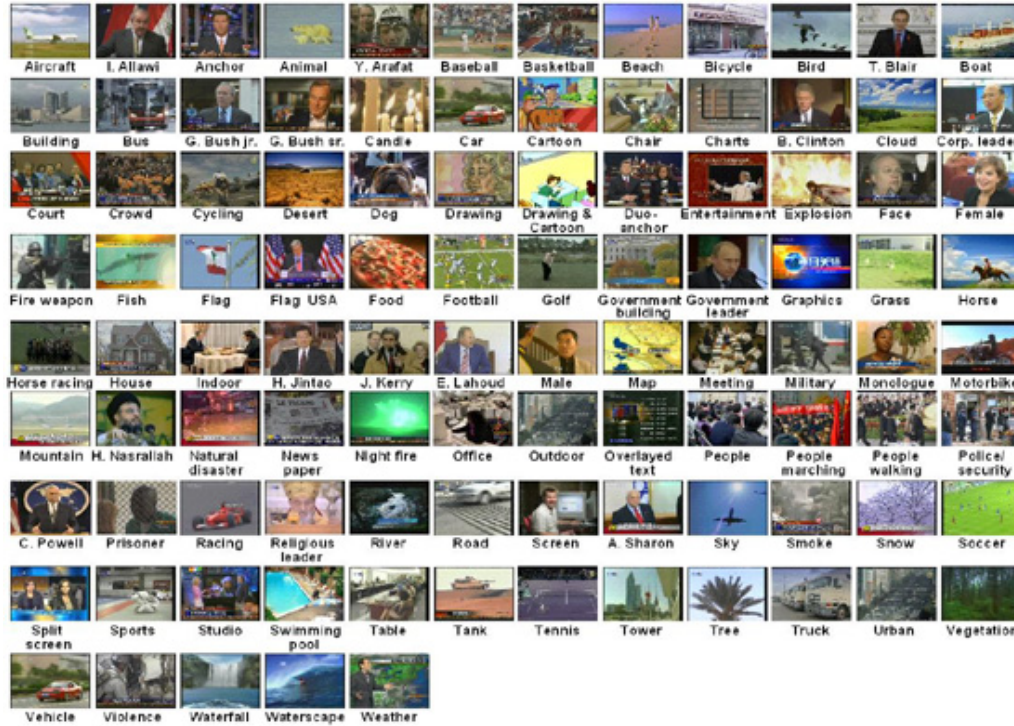 Aircraft I. Allawi Anchor Animal Y. Arafat Baseball Basketball Beach Bicycle Bird T. Blair Boat
Building Bus G. Bush jr. G. Bush sr. Candle Car Cartoon Chair Charts B. Clinton Cloud Corp. leader
Court Crowd Cycling Desert Dog Drawing Drawing & Cartoon Duo-anchor Entertainment Explosion Face Female
Fire weapon Fish Flag Flag USA Food Football Golf Government building Government leader Graphics Grass Horse
Horse racing House Indoor H. Jintao J. Kerry E. Lahoud Male Map Meeting Military Monologue Motorbike
Mountain H. Nasrallah Natural disaster News paper Night fire Office Outdoor Overlayed text People People marching People walking Police/security
C. Powell Prisoner Racing Religious leader River Road Screen A. Sharon Sky Smoke Snow Soccer
Split screen Sports Studio Swimming pool Table Tank Tennis Tower Tree Truck Urban Vegetation
Vehicle Violence Waterfall Waterscape Weather